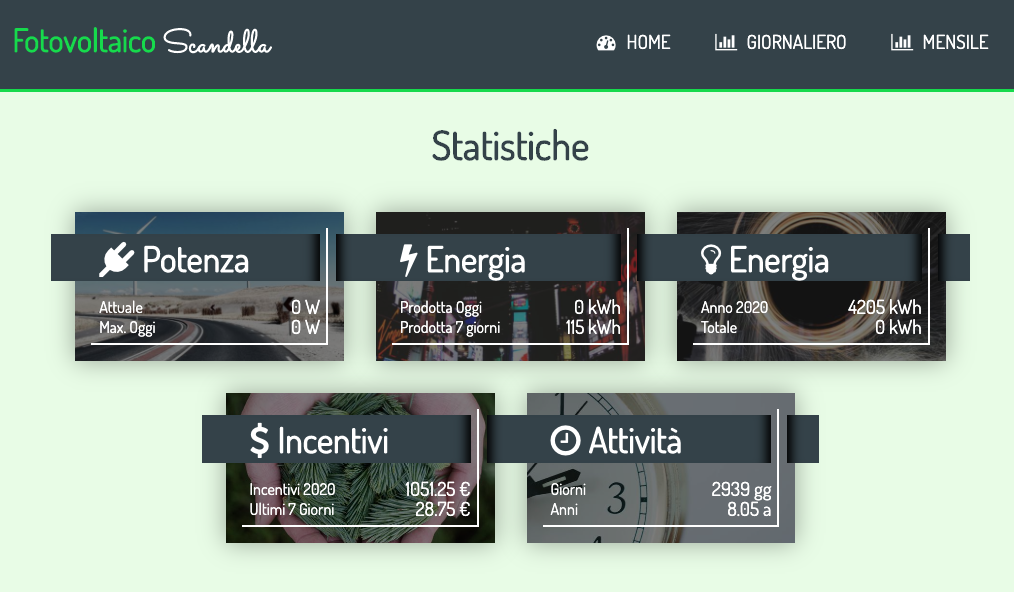 Fotovoltaico Scandella
HOME
GIORNALIERO
MENSILE
Statistiche
Potenza
Attuale 0 W
Max. Oggi 0 W
Energia
Prodotta Oggi 0 kWh
Prodotta 7 giorni 115 kWh
Energia
Anno 2020 4205 kWh
Totale 0 kWh
$ Incentivi
Incentivi 2020 1051.25 €
Ultimi 7 Giorni 28.75 €
Attività
Giorni 2939 gg
Anni 8.05 a
3